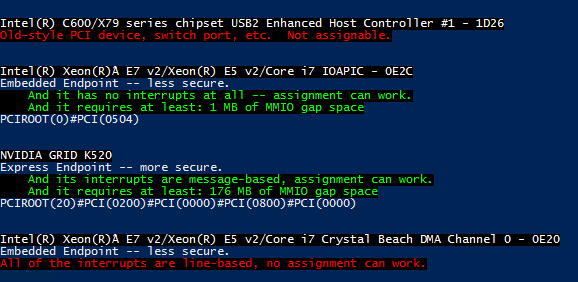 Intel(R) C600/X79 series chipset USB2 Enhanced Host Controller #1 - 1D26
Old-style PCI device, switch port, etc.  Not assignable.
Intel(R) Xeon(R)Â E7 v2/Xeon(R) E5 v2/Core i7 IOAPIC - 0E2C
Embedded Endpoint -- less secure.
    And it has no interrupts at all -- assignment can work.
    And it requires at least: 1 MB of MMIO gap space
PCIROOT(0)#PCI(0504)
NVIDIA GRID K520
Express Endpoint -- more secure.
    And its interrupts are message-based, assignment can work.
    And it requires at least: 176 MB of MMIO gap space
PCIROOT(20)#PCI(0200)#PCI(0000)#PCI(0800)#PCI(0000)
Intel(R) Xeon(R)Â E7 v2/Xeon(R) E5 v2/Core i7 Crystal Beach DMA Channel 0 - 0E20
Embedded Endpoint -- less secure.
All of the interrupts are line-based, no assignment can work.